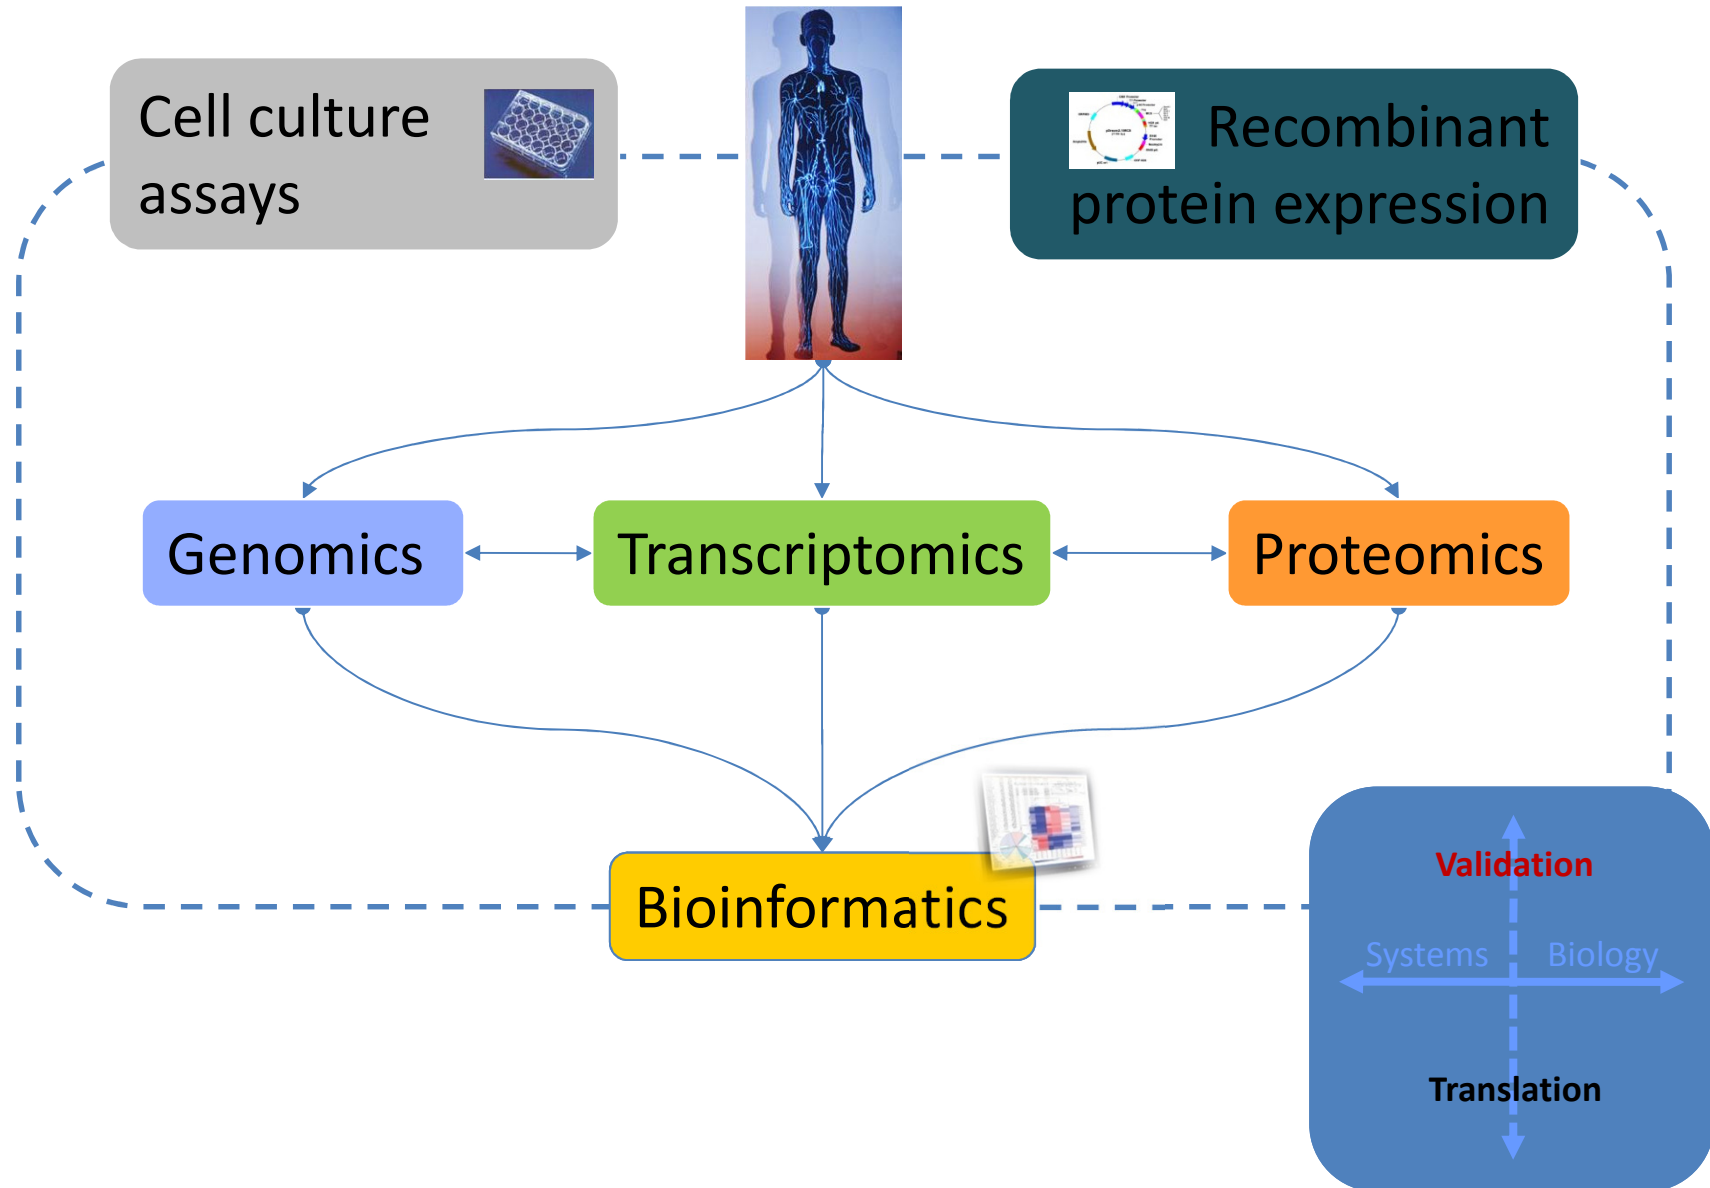 Cell culture
assays
Recombinant
protein expression
Genomics
Transcriptomics
Proteomics
Bioinformatics
Validation
Systems Biology
Translation